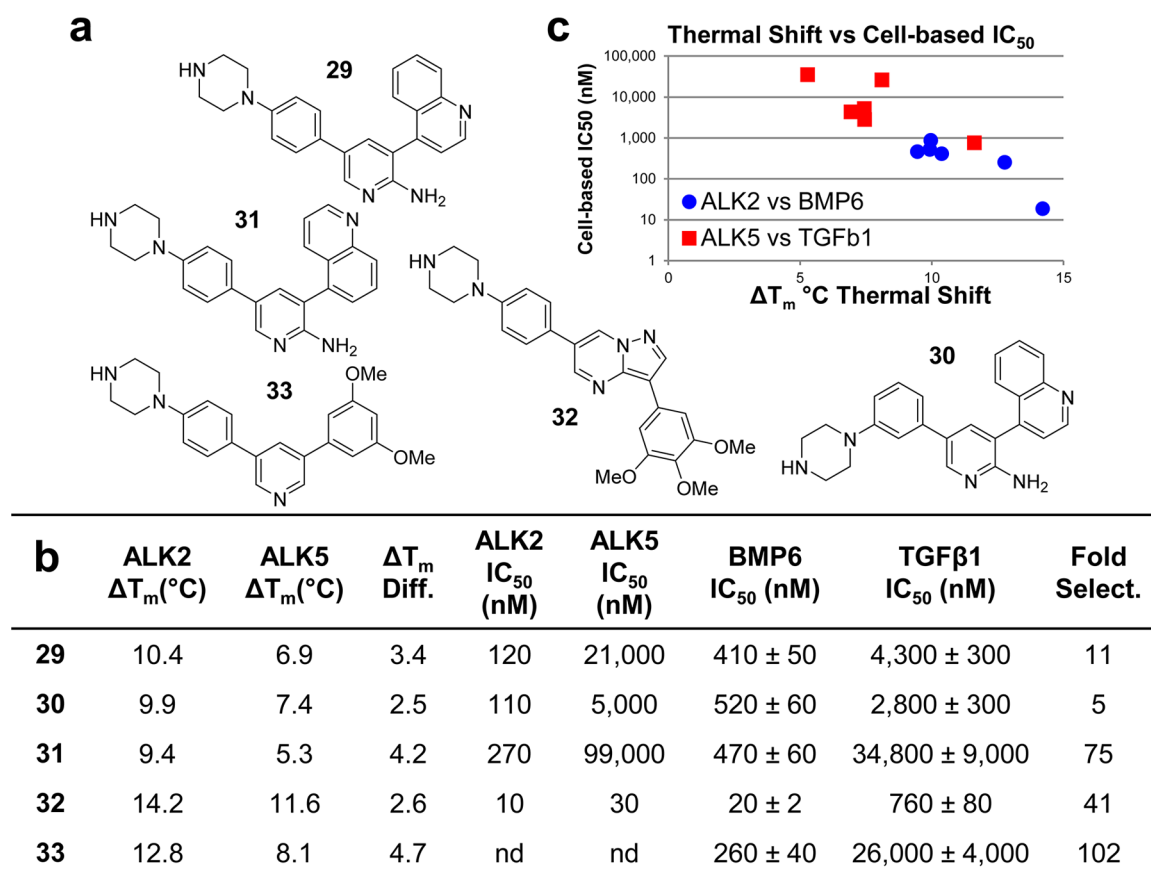 a
29
HN
N
N
N
NH2
31
HN
N
N
N
NH2
33
HN
N
OMe
OMe
N
c
Thermal Shift vs Cell-based IC50
Cell-based IC50 (nM)
100,000
10,000
1,000
100
10
1
ALK2 vs BMP6
ALK5 vs TGFb1
0
5
10
15
ΔTm °C Thermal Shift
HN
N
N
N
N
32
OMe
MeO
OMe
30
N
N
HN
N
NH2
b
ALK2 ΔTm(°C) ALK5 ΔTm(°C) ΔTm Diff. ALK2 IC50 (nM) ALK5 IC50 (nM) BMP6 IC50 (nM) TGFβ1 IC50 (nM) Fold Select.
29 10.4 6.9 3.4 120 21,000 410 ± 50 4,300 ± 300 11
30 9.9 7.4 2.5 110 5,000 520 ± 60 2,800 ± 300 5
31 9.4 5.3 4.2 270 99,000 470 ± 60 34,800 ± 9,000 75
32 14.2 11.6 2.6 10 30 20 ± 2 760 ± 80 41
33 12.8 8.1 4.7 nd nd 260 ± 40 26,000 ± 4,000 102